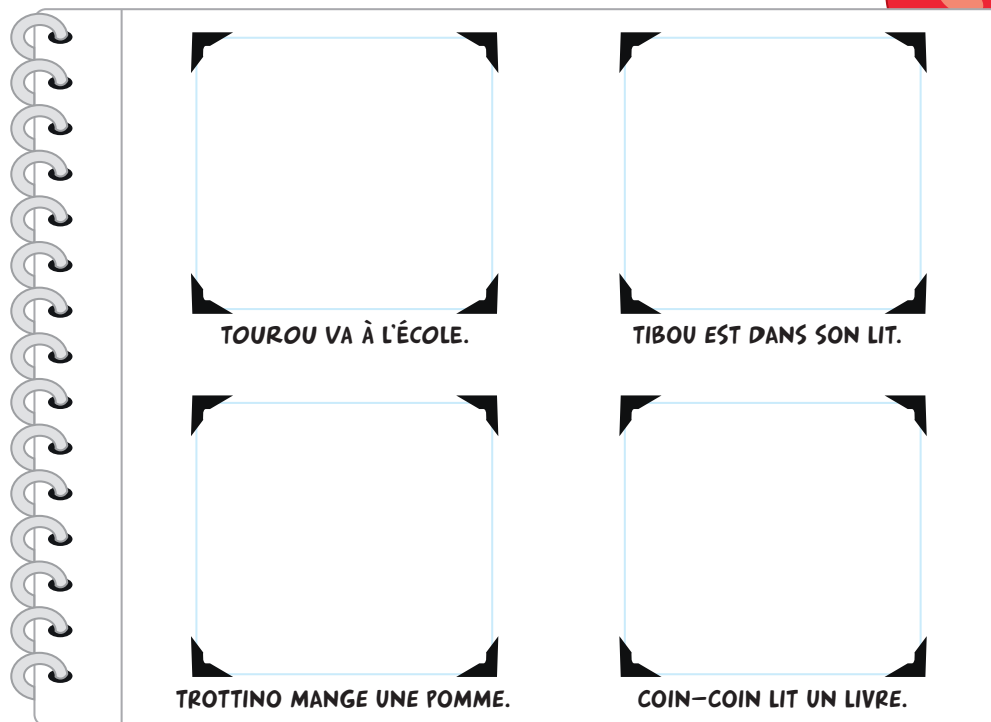 TOUROU VA À L'ÉCOLE.
TIBOU EST DANS SON LIT.
TROTTINO MANGE UNE POMME.
COIN-COIN LIT UN LIVRE.